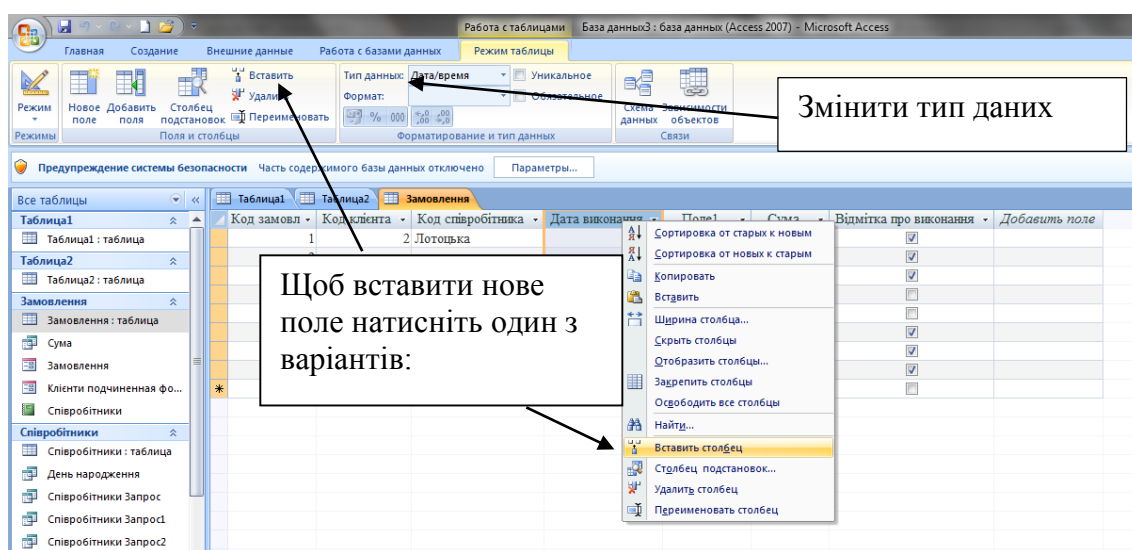 Работа с таблицами База данных3 : база данных (Access 2007) - Microsoft Access
Главная Создание Внешние данные Работа с базами данных Режим таблицы
Режим
Новое поле
Добавить поля
Столбец подстановок
Вставить
Удалить
Переименовать
Тип данных: Дата/время
Формат:
% 000
Уникальное
Обязательное
Схема данных
Зависимости объектов
Режимы Поля и столбцы Форматирование и тип данных Связи
Змінити тип даних
Предупреждение системы безопасности Часть содержимого базы данных отключено Параметры...
Все таблицы
Таблица1 Таблица2 Замовлення
Код замовл Код клієнта Код співробітника Дата виконання Поле1 Сума Відмітка про виконання Добавить поле
1 2 Лотоцька
Таблица1
Таблица1 : таблица
Таблица2
Таблица2 : таблица
Замовлення
Замовлення : таблица
Сума
Замовлення
Клієнти подчиненная фо...
Співробітники
Співробітники
Співробітники : таблица
День народження
Співробітники Запрос
Співробітники Запрос1
Співробітники Запрос2
Щоб вставити нове
поле натисніть один з
варіантів:
Сортировка от старых к новым
Сортировка от новых к старым
Копировать
Вставить
Ширина столбца...
Скрыть столбцы
Отобразить столбцы...
Закрепить столбцы
Освободить все столбцы
Найти...
Вставить столбец
Столбец подстановок...
Удалить столбец
Переименовать столбец